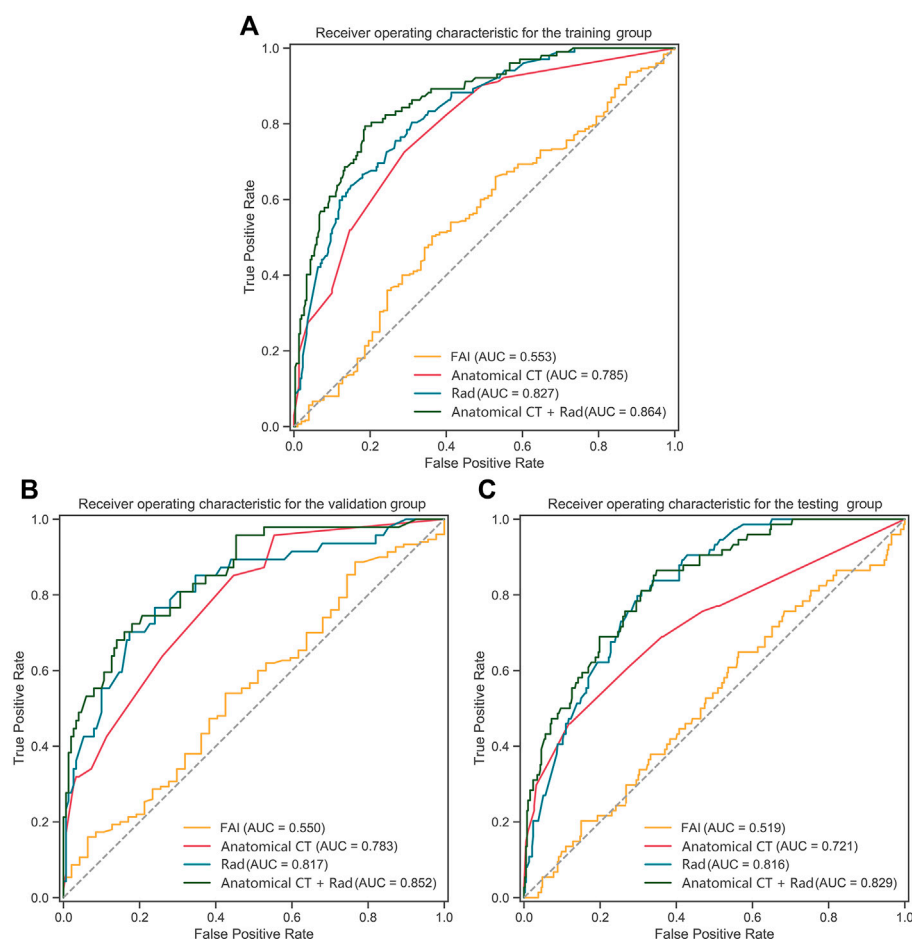 A
Receiver operating characteristic for the training group
True Positive Rate
1.0
0.8
0.6
0.4
0.2
0.0
FAI (AUC = 0.553)
Anatomical CT (AUC = 0.785)
Rad(AUC = 0.827)
Anatomical CT + Rad(AUC = 0.864)
0.0 0.2 0.4 0.6 0.8 1.0
False Positive Rate
B
Receiver operating characteristic for the validation group
True Positive Rate
1.0
0.8
0.6
0.4
0.2
0.0
FAI (AUC = 0.550)
Anatomical CT (AUC = 0.783)
Rad(AUC = 0.817)
Anatomical CT + Rad(AUC = 0.852)
0.0 0.2 0.4 0.6 0.8 1.0
False Positive Rate
C
Receiver operating characteristic for the testing group
True Positive Rate
1.0
0.8
0.6
0.4
0.2
0.0
FAI (AUC = 0.519)
Anatomical CT (AUC = 0.721)
Rad(AUC = 0.816)
Anatomical CT + Rad(AUC = 0.829)
0.0 0.2 0.4 0.6 0.8 1.0
False Positive Rate